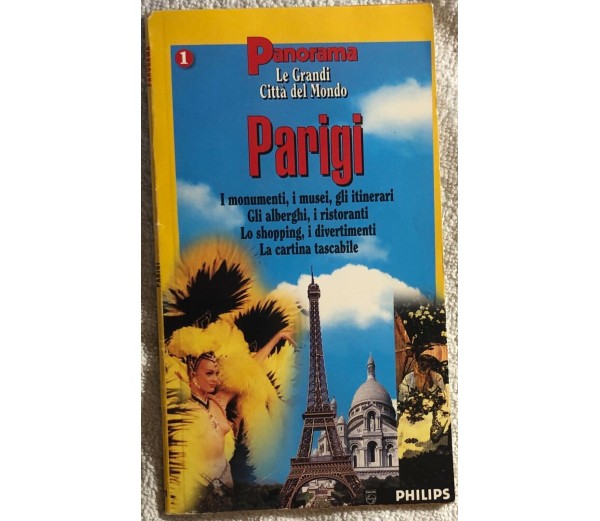 1
Panorama
Le Grandi
Città del Mondo
Parigi
I monumenti, i musei, gli itinerari
Gli alberghi, i ristoranti
Lo shopping, i divertimenti
La cartina tascabile
PARIGI
PHILIPS